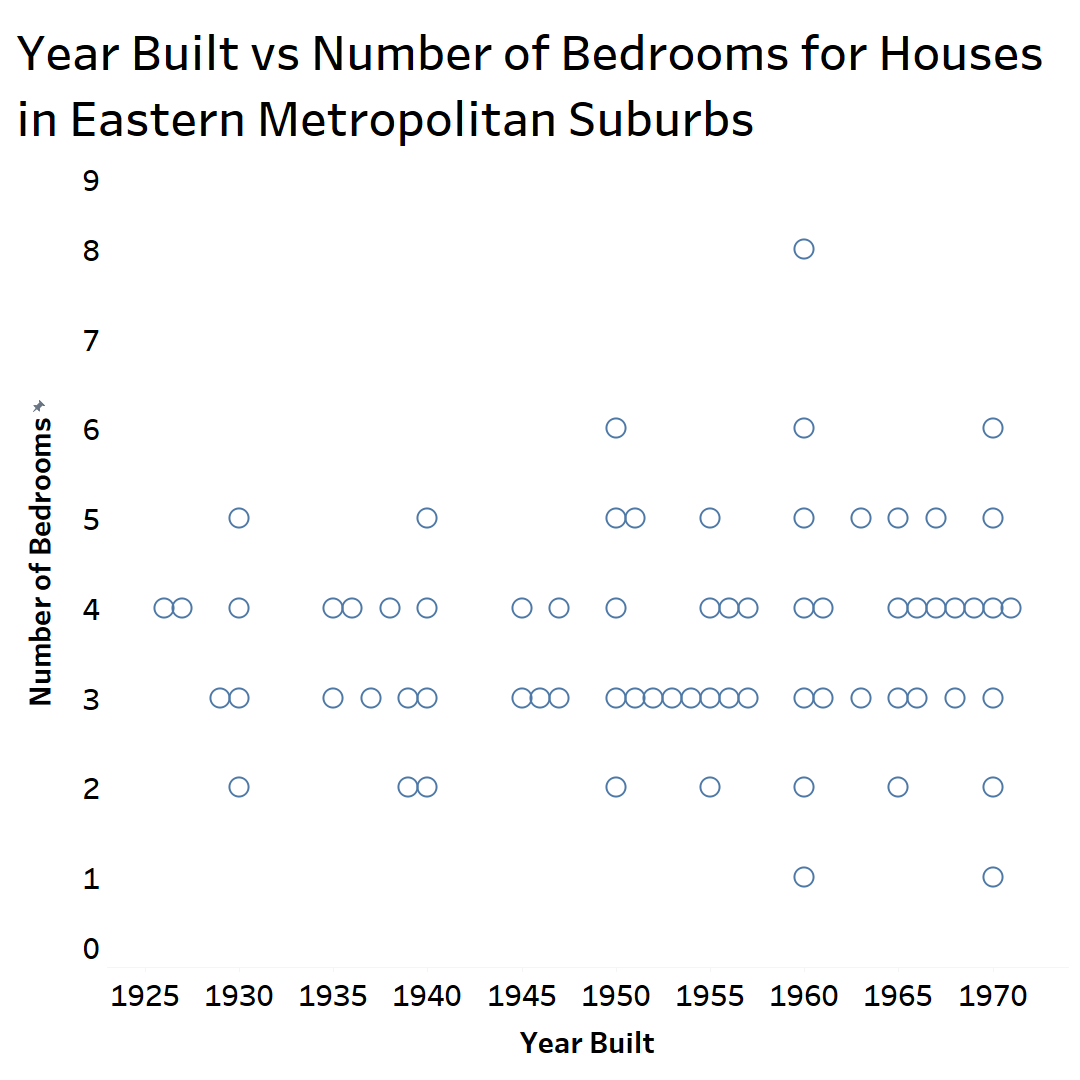 Year Built vs Number of Bedrooms for Houses
in Eastern Metropolitan Suburbs
9
8
7
6
5
4
3
2
1
0
Number of Bedrooms
1925 1930 1935 1940 1945 1950 1955 1960 1965 1970
Year Built